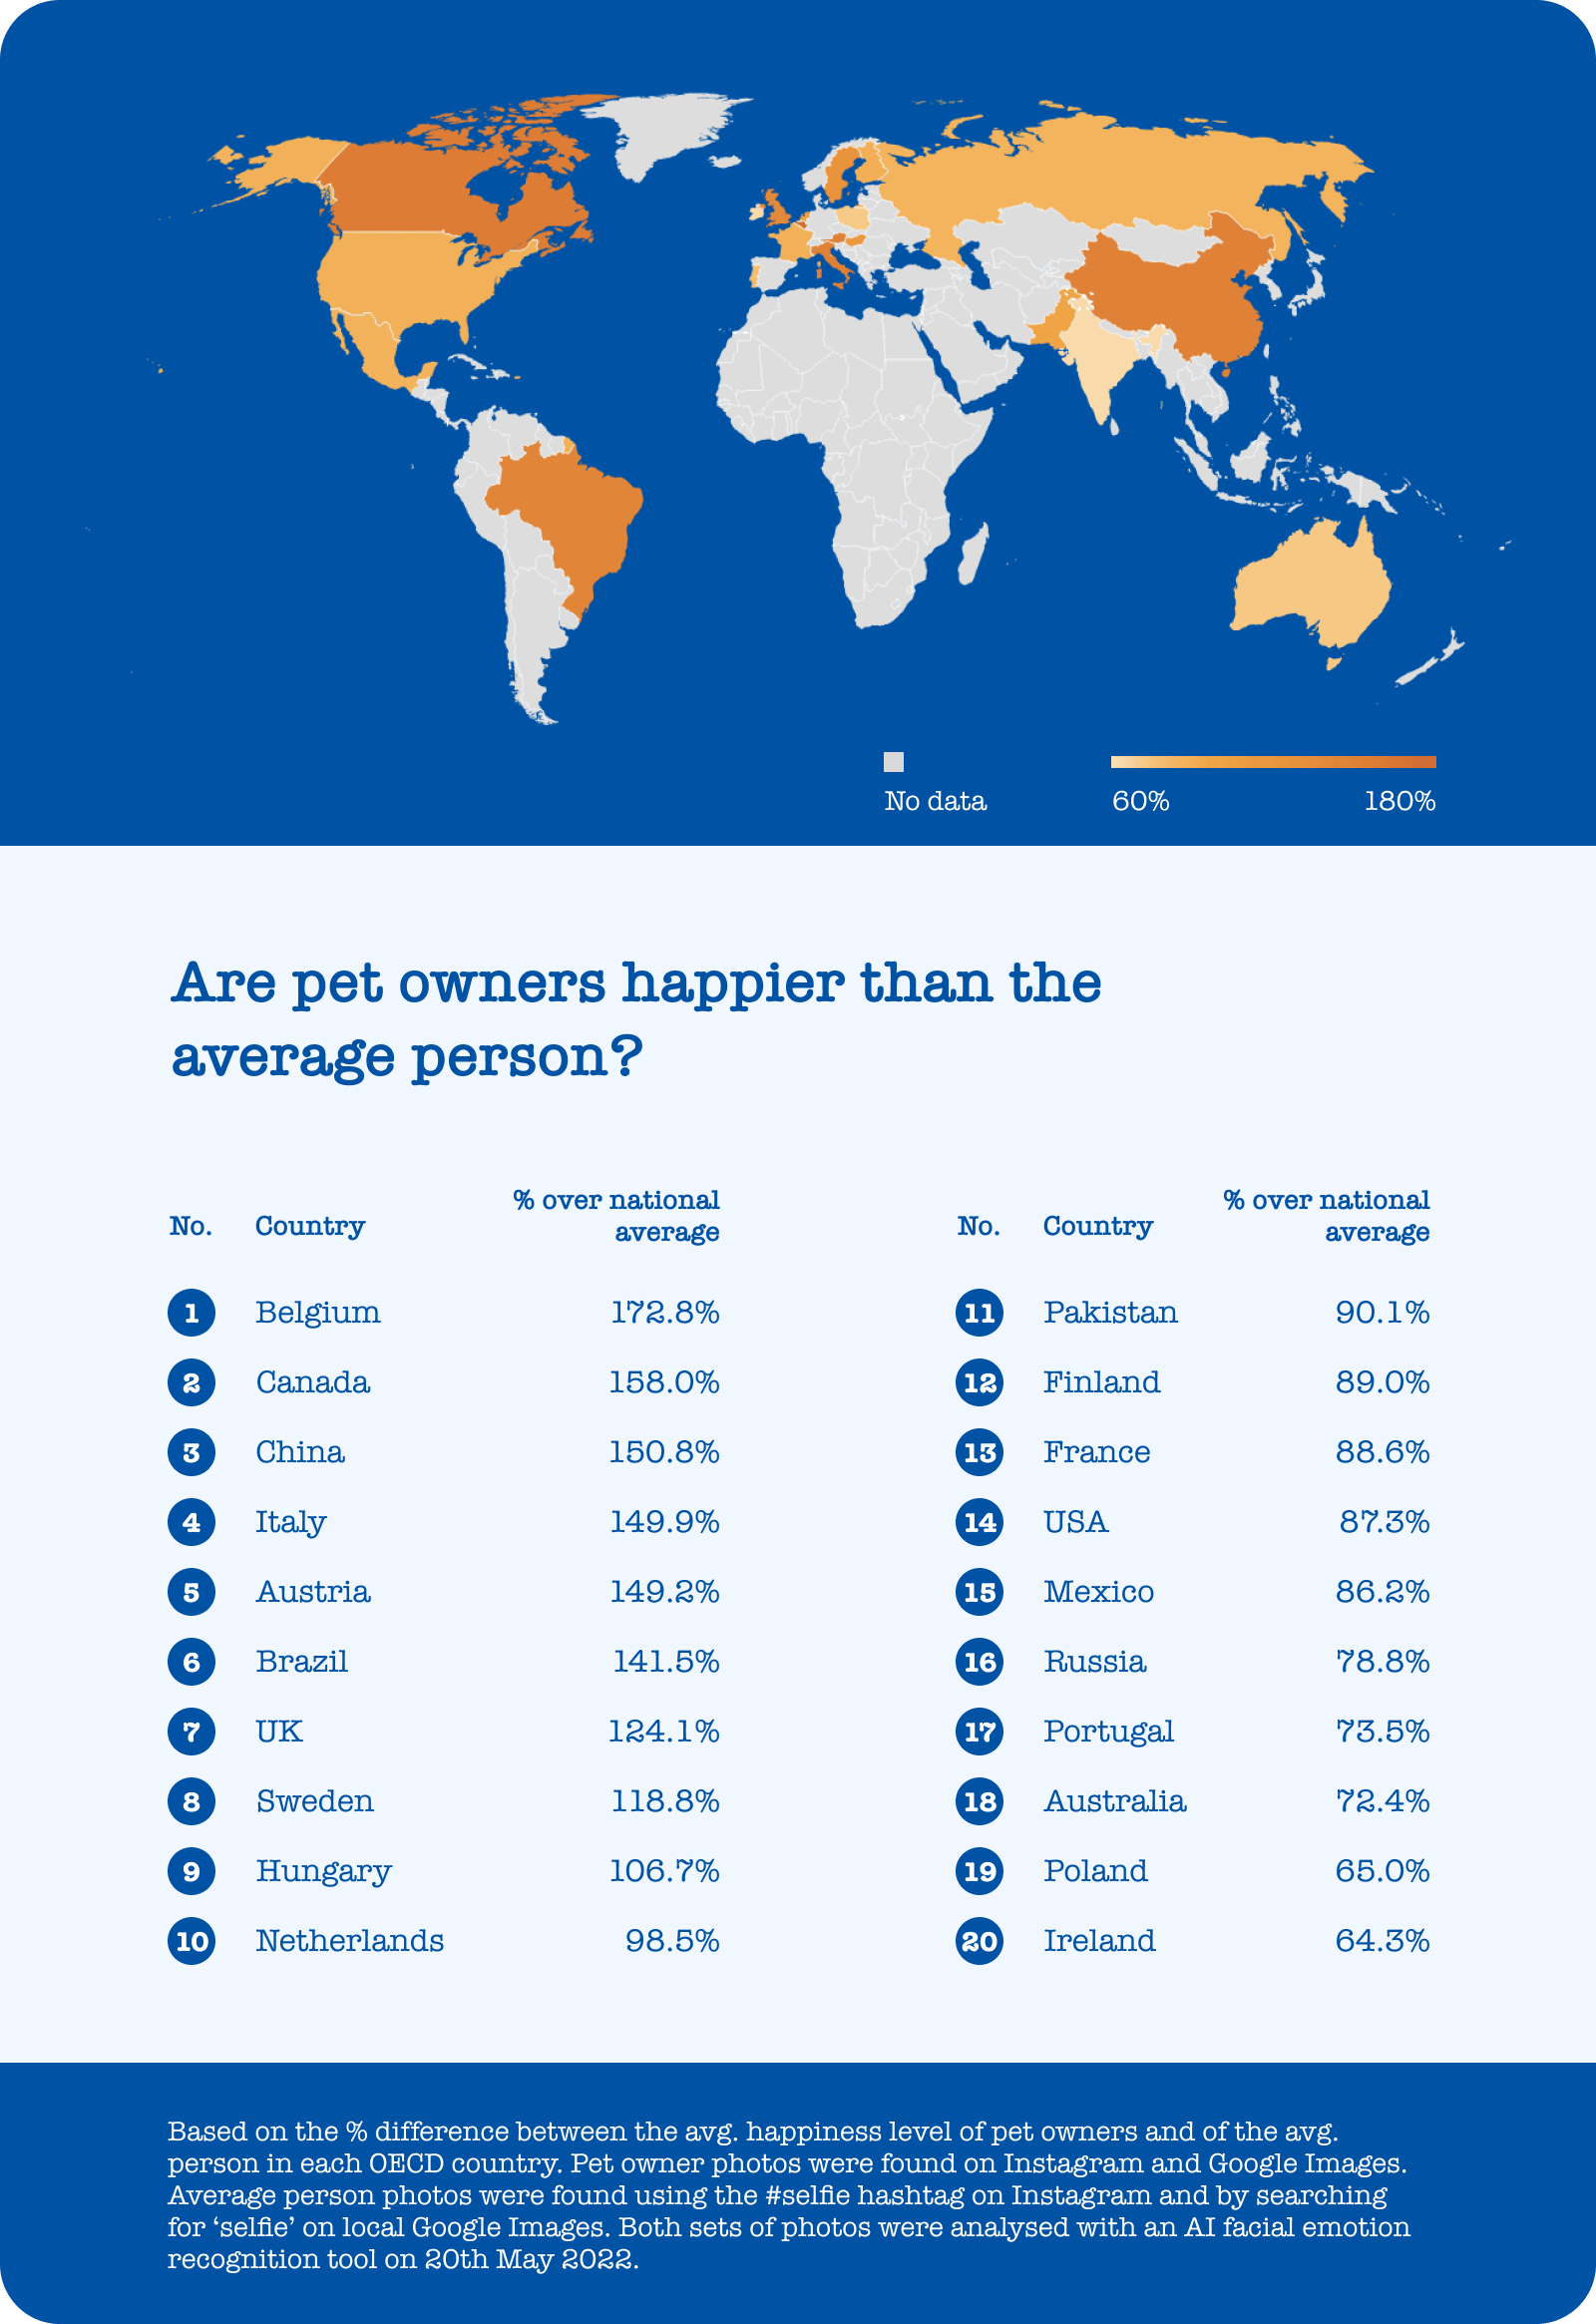 No data
60%
180%
Are pet owners happier than the
average person?
No. Country % over national
average
1 Belgium 172.8%
2 Canada 158.0%
3 China 150.8%
4 Italy 149.9%
5 Austria 149.2%
6 Brazil 141.5%
7 UK 124.1%
8 Sweden 118.8%
9 Hungary 106.7%
10 Netherlands 98.5%
No. Country % over national
average
11 Pakistan 90.1%
12 Finland 89.0%
13 France 88.6%
14 USA 87.3%
15 Mexico 86.2%
16 Russia 78.8%
17 Portugal 73.5%
18 Australia 72.4%
19 Poland 65.0%
20 Ireland 64.3%
Based on the % difference between the avg. happiness level of pet owners and of the avg.
person in each OECD country. Pet owner photos were found on Instagram and Google Images.
Average person photos were found using the #selfie hashtag on Instagram and by searching
for ‘selfie’ on local Google Images. Both sets of photos were analysed with an AI facial emotion
recognition tool on 20th May 2022.